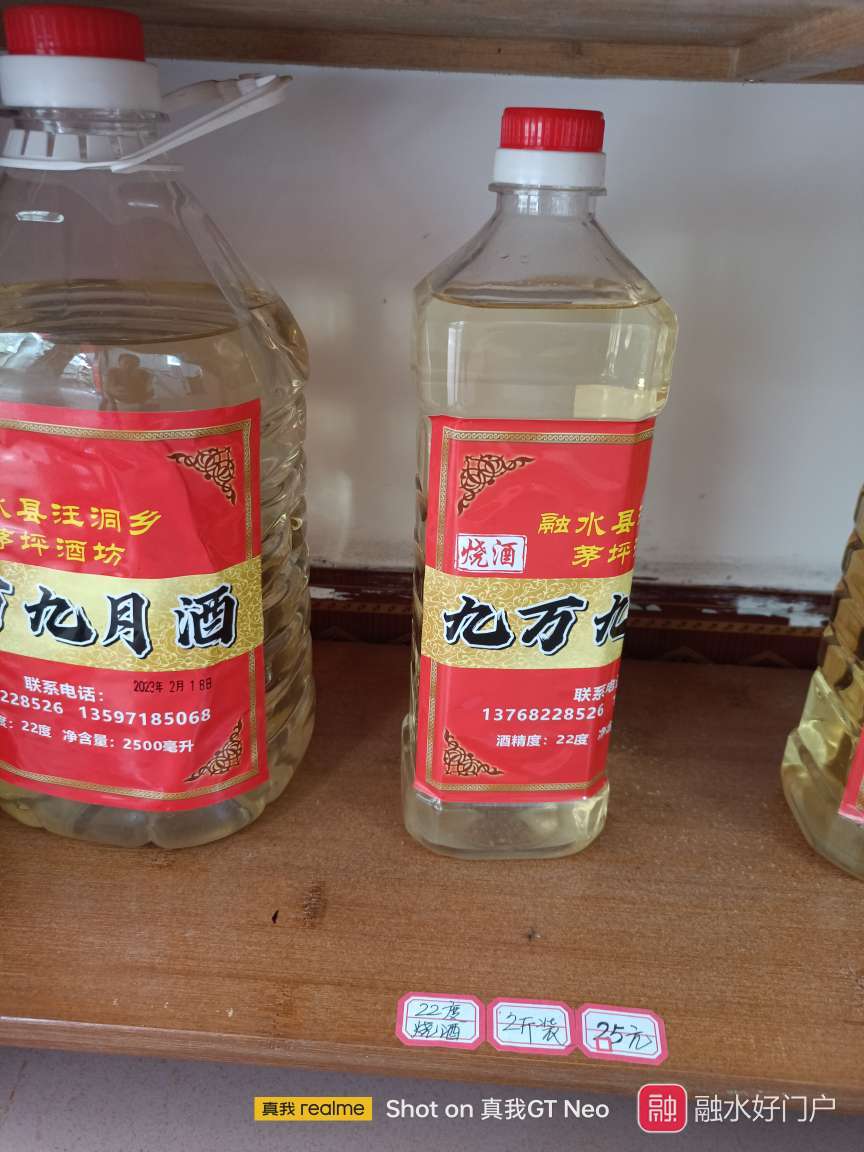 水县汪洞乡
茅坪酒坊
九月酒
联系电话：
2023年 2月 18日
228526 13597185068
度：22度 净含量：2500毫升
融水县
烧酒
茅坪
九万九
联系电
13768228526
酒精度：22度 净
22度
烧酒
2斤装
25元
真我 realme
Shot on 真我GT Neo
融
融水好门户